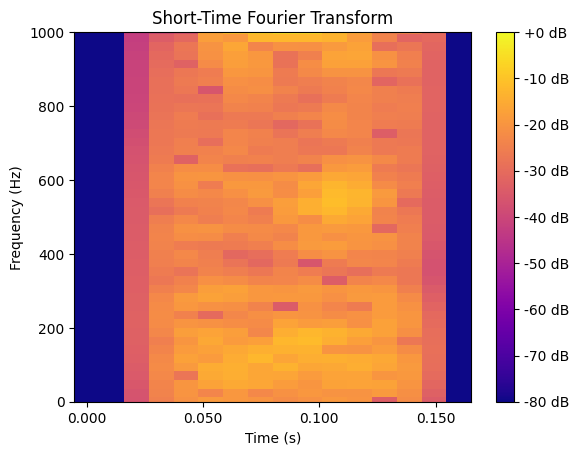 Short-Time Fourier Transform
1000
800
600
400
200
0
Frequency (Hz)
0.000
0.050
0.100
0.150
Time (s)
+0 dB
-10 dB
-20 dB
-30 dB
-40 dB
-50 dB
-60 dB
-70 dB
-80 dB